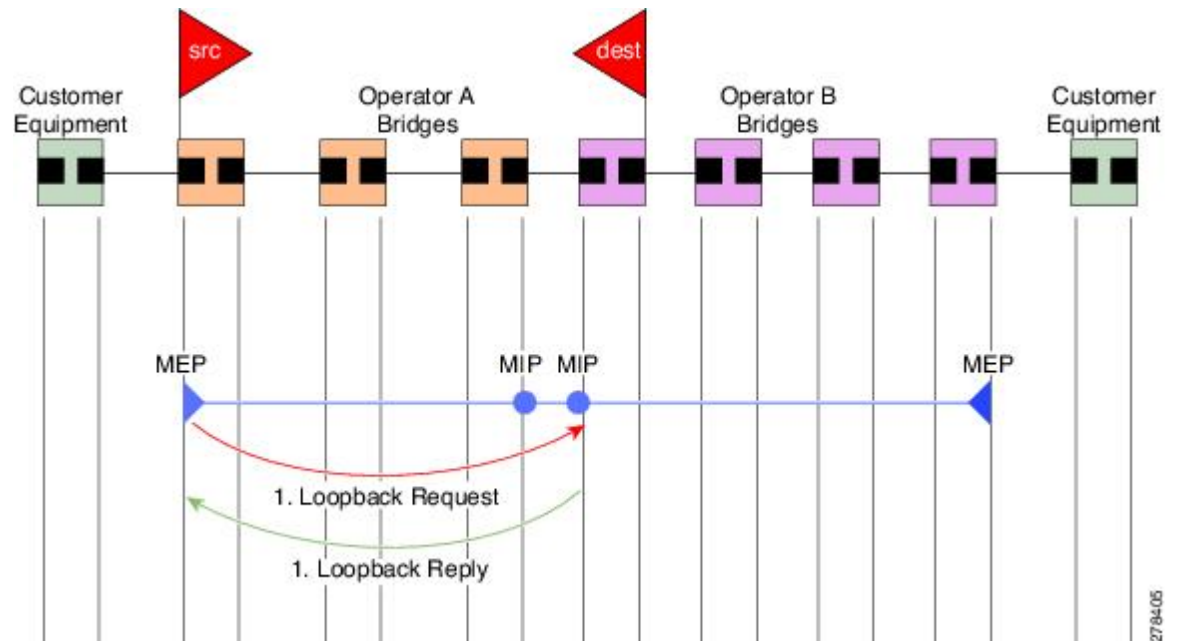 src
dest
Customer
Equipment
Operator A
Bridges
Operator B
Bridges
Customer
Equipment
MEP
MIP
MIP
MEP
1. Loopback Request
1. Loopback Reply
278405